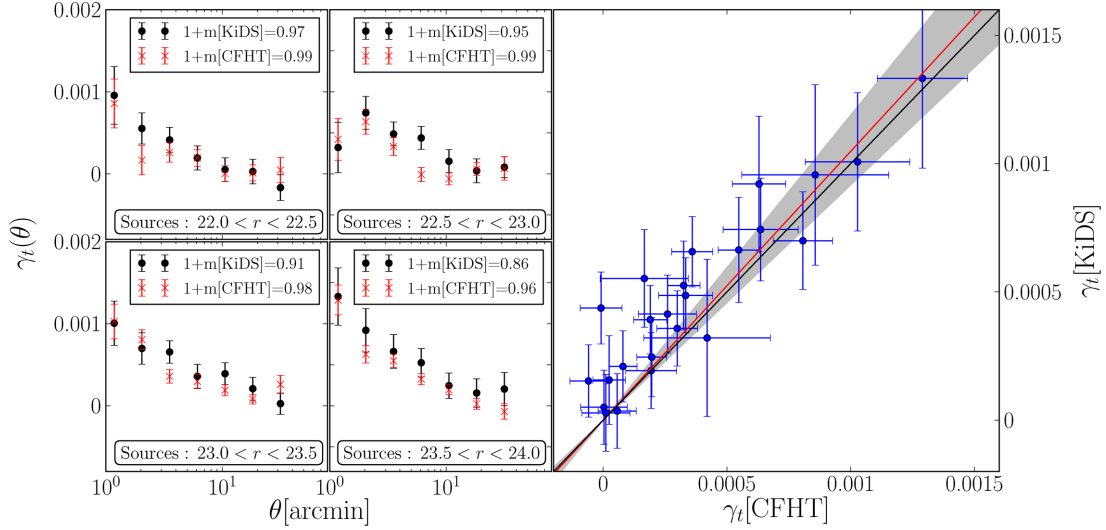 0.002
1+m[KiDS]=0.97
1+m[CFHT]=0.99
0.001
0
Sources : 22.0 < r < 22.5
1+m[KiDS]=0.95
1+m[CFHT]=0.99
Sources : 22.5 < r < 23.0
γt(θ)
0.002
1+m[KiDS]=0.91
1+m[CFHT]=0.98
0.001
0
Sources : 23.0 < r < 23.5
1+m[KiDS]=0.86
1+m[CFHT]=0.96
Sources : 23.5 < r < 24.0
10^0 10^1 10^0 10^1
θ[arcmin] θ[arcmin]
0.0015
0.001
0.0005
0
γt[KiDS]
0 0.0005 0.001 0.0015
γt[CFHT]